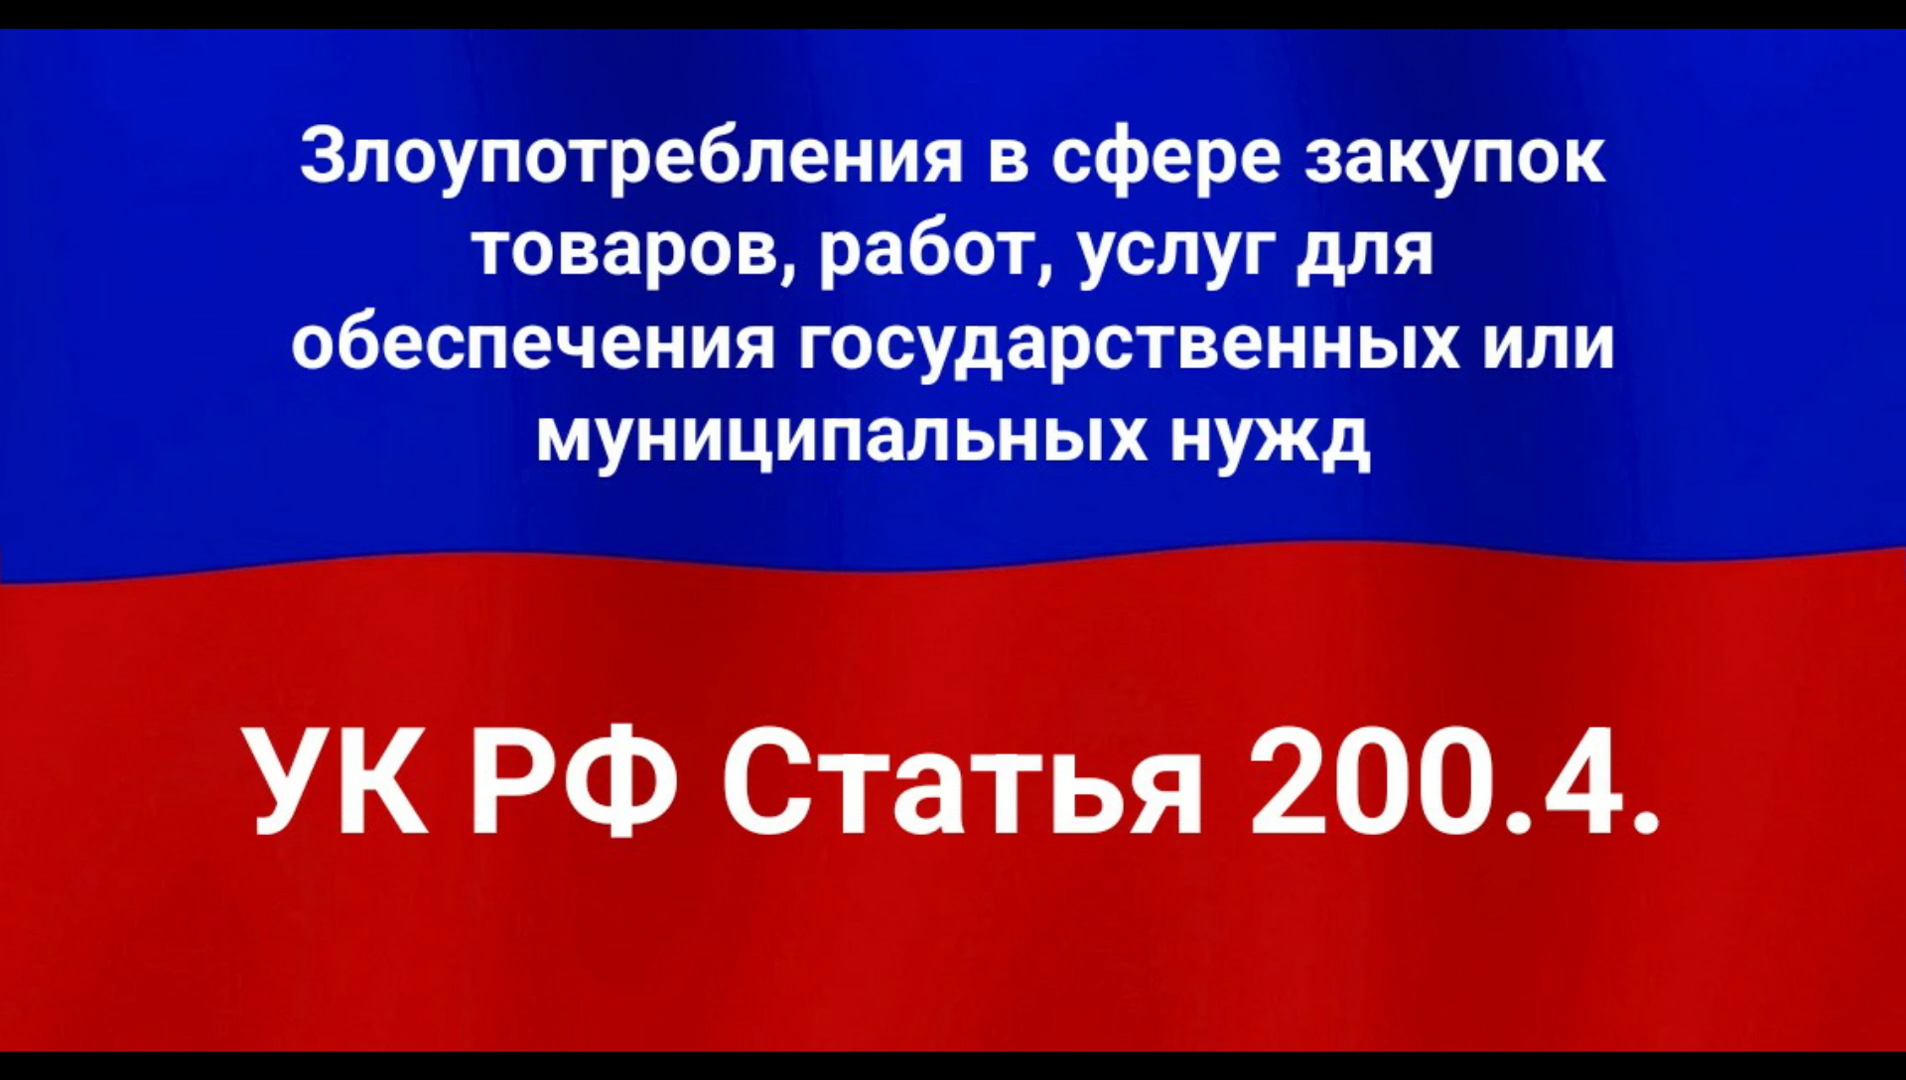 Злоупотребления в сфере закупок
товаров, работ, услуг для
обеспечения государственных или
муниципальных нужд
УК РФ Статья 200.4.